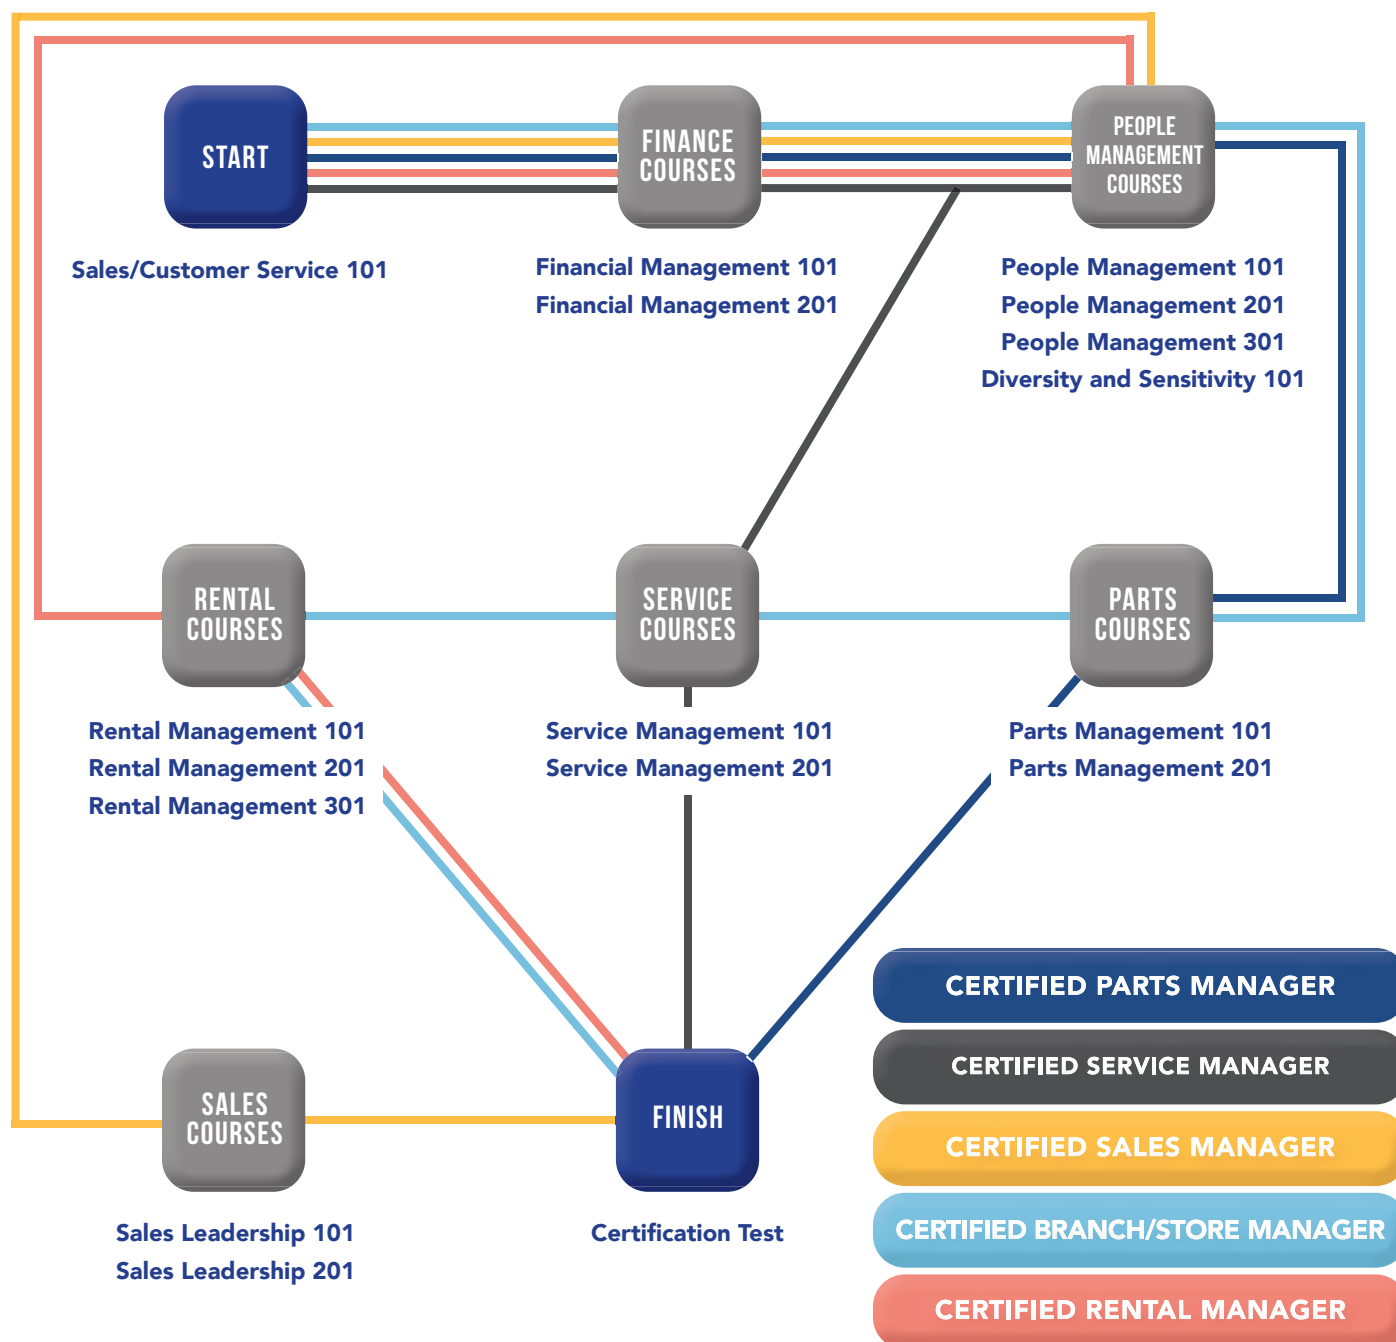 START
FINANCE
COURSES
PEOPLE
MANAGEMENT
COURSES
Sales/Customer Service 101
Financial Management 101
Financial Management 201
People Management 101
People Management 201
People Management 301
Diversity and Sensitivity 101
RENTAL
COURSES
SERVICE
COURSES
PARTS
COURSES
Rental Management 101
Rental Management 201
Rental Management 301
Service Management 101
Service Management 201
Parts Management 101
Parts Management 201
SALES
COURSES
FINISH
Sales Leadership 101
Sales Leadership 201
Certification Test
CERTIFIED PARTS MANAGER
CERTIFIED SERVICE MANAGER
CERTIFIED SALES MANAGER
CERTIFIED BRANCH/STORE MANAGER
CERTIFIED RENTAL MANAGER